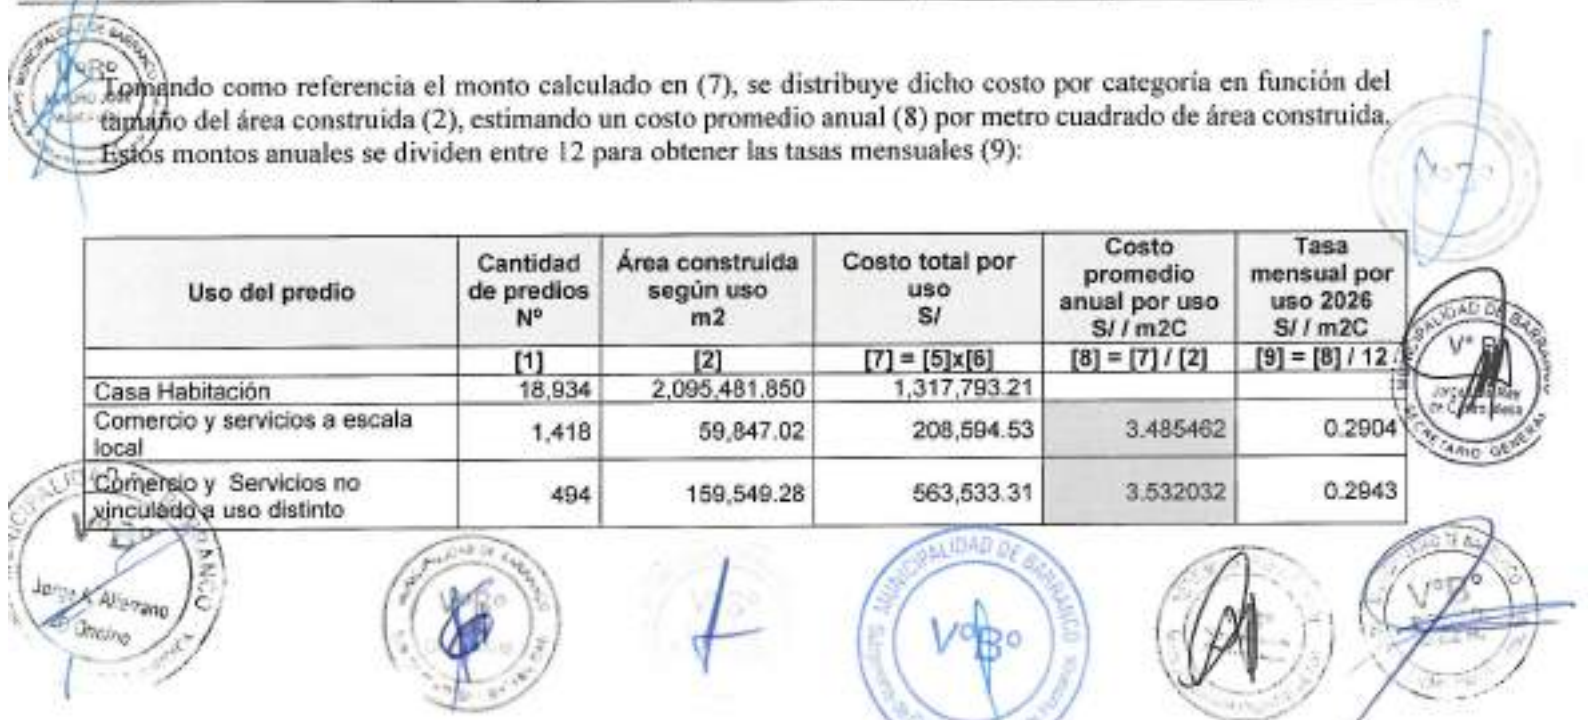 Tomando como referencia el monto calculado en (7), se distribuye dicho costo por categoría en función del
tamaño del área construida (2), estimando un costo promedio anual (8) por metro cuadrado de área construida.
Estos montos anuales se dividen entre 12 para obtener las tasas mensuales (9):
Uso del predio
Cantidad
de predios
Nº
Área construida
según uso
m2
Costo total por
uso
S/
Costo
promedio
anual por uso
S/ / m2C
Tasa
mensual por
uso 2026
S/ / m2C
[1] [2] [7] = [5]x[6] [8] = [7] / [2] [9] = [8] / 12
Casa Habitación 18,934 2,095,481.850 1,317,793.21
Comercio y servicios a escala
local
1,418 59,847.02 208,594.53 3.485462 0.2904
Comercio y Servicios no
vinculado a uso distinto
494 159,549.28 563,533.31 3.532032 0.2943
MUNICIPALIDAD DE BARRANCO
VºBº
SECRETARIO GENERAL
Jorge A.
VºBº
MUNICIPALIDAD DE BARRANCO
VºBº
VºBº